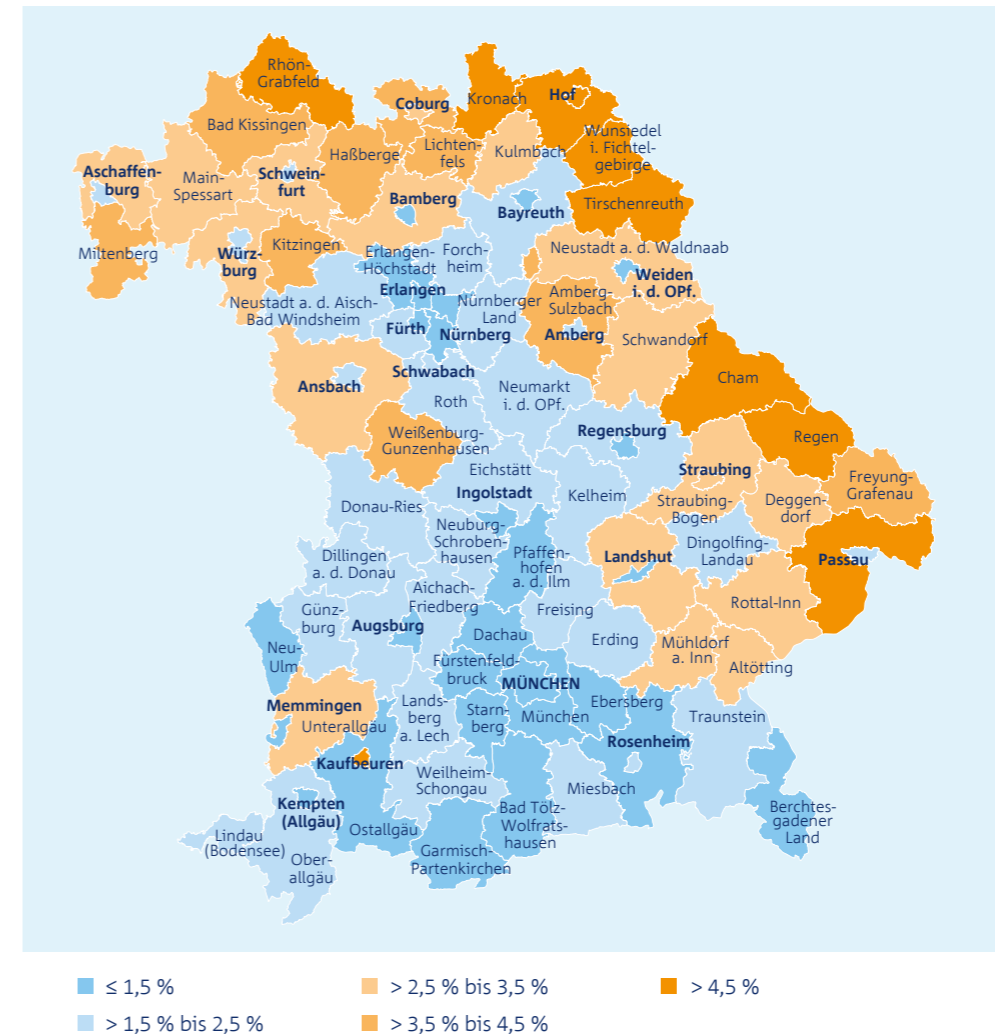 Rhön-
Grabfeld
Kronach
Hof
Coburg
Bad Kissingen
Wunsiedel
i. Fichtel-
gebirge
Haßberge
Lichten-
fels
Kulmbach
Aschaffen-
burg
Main-
Spessart
Schwein-
furt
Bamberg
Bayreuth
Tirschenreuth
Miltenberg
Würz-
burg
Kitzingen
Erlangen-
Höchstadt
Forch-
heim
Neustadt a. d. Waldnaab
Weiden
i. d. OPf.
Erlangen
Neustadt a. d. Aisch-
Bad Windsheim
Nürnberger
Land
Amberg-
Sulzbach
Fürth
Nürnberg
Amberg
Schwandorf
Ansbach
Schwabach
Roth
Neumarkt
i. d. OPf.
Cham
Weißenburg-
Gunzenhausen
Regensburg
Regen
Eichstätt
Ingolstadt
Kelheim
Straubing
Straubing-
Bogen
Deggen-
dorf
Freyung-
Grafenau
Donau-Ries
Neuburg-
Schroben-
hausen
Pfaffen-
hofen
a. d. Ilm
Landshut
Dingolfing-
Landau
Passau
Dillingen
a. d. Donau
Aichach-
Friedberg
Freising
Rottal-Inn
Günz-
burg
Augsburg
Dachau
Erding
Mühldorf
a. Inn
Altötting
Neu-
Ulm
Fürstenfeld-
bruck
MÜNCHEN
Ebersberg
Memmingen
Unterallgäu
Lands-
berg
a. Lech
Starn-
berg
München
Traunstein
Rosenheim
Kaufbeuren
Weilheim-
Schongau
Miesbach
Kempten
(Allgäu)
Ostallgäu
Bad Tölz-
Wolfrats-
hausen
Berchtes-
gadener
Land
Lindau
(Bodensee)
Ober-
allgäu
Garmisch-
Partenkirchen
≤ 1,5 %
> 2,5 % bis 3,5 %
> 4,5 %
> 1,5 % bis 2,5 %
> 3,5 % bis 4,5 %